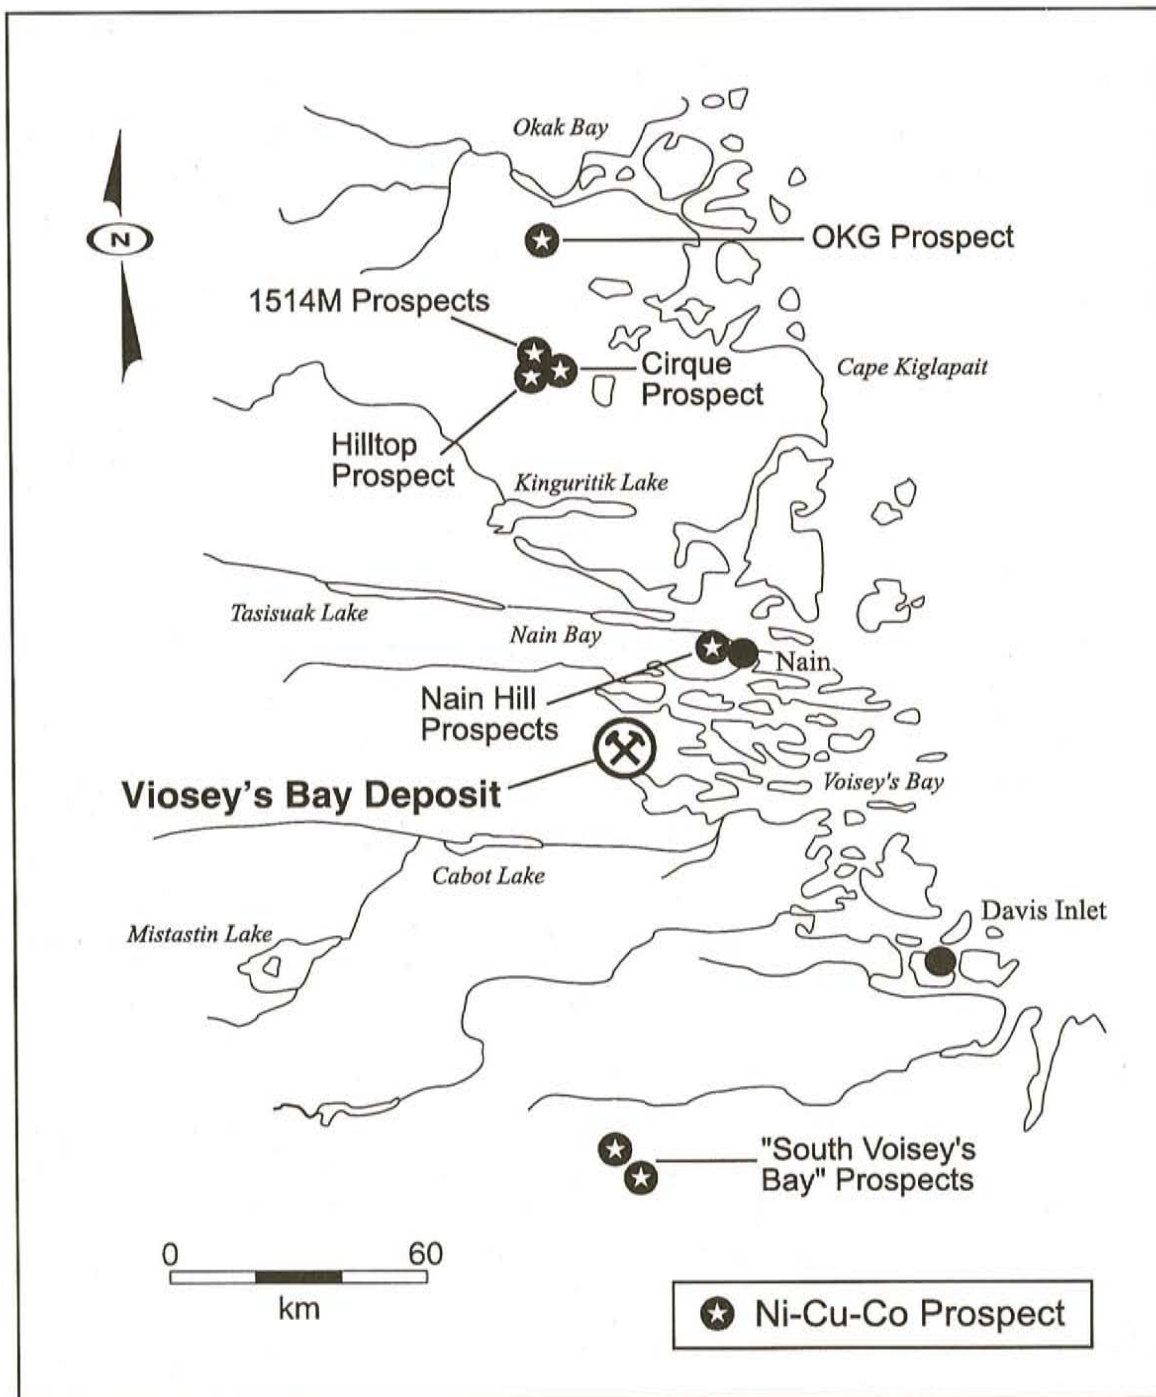 Okak Bay
N
OKG Prospect
1514M Prospects
Cirque
Prospect
Cape Kiglapait
Hilltop
Prospect
Kinguritik Lake
Tasisuak Lake
Nain Bay
Nain
Nain Hill
Prospects
Viosey's Bay Deposit
Voisey's Bay
Cabot Lake
Mistastin Lake
Davis Inlet
"South Voisey's
Bay" Prospects
0 60
km
Ni-Cu-Co Prospect